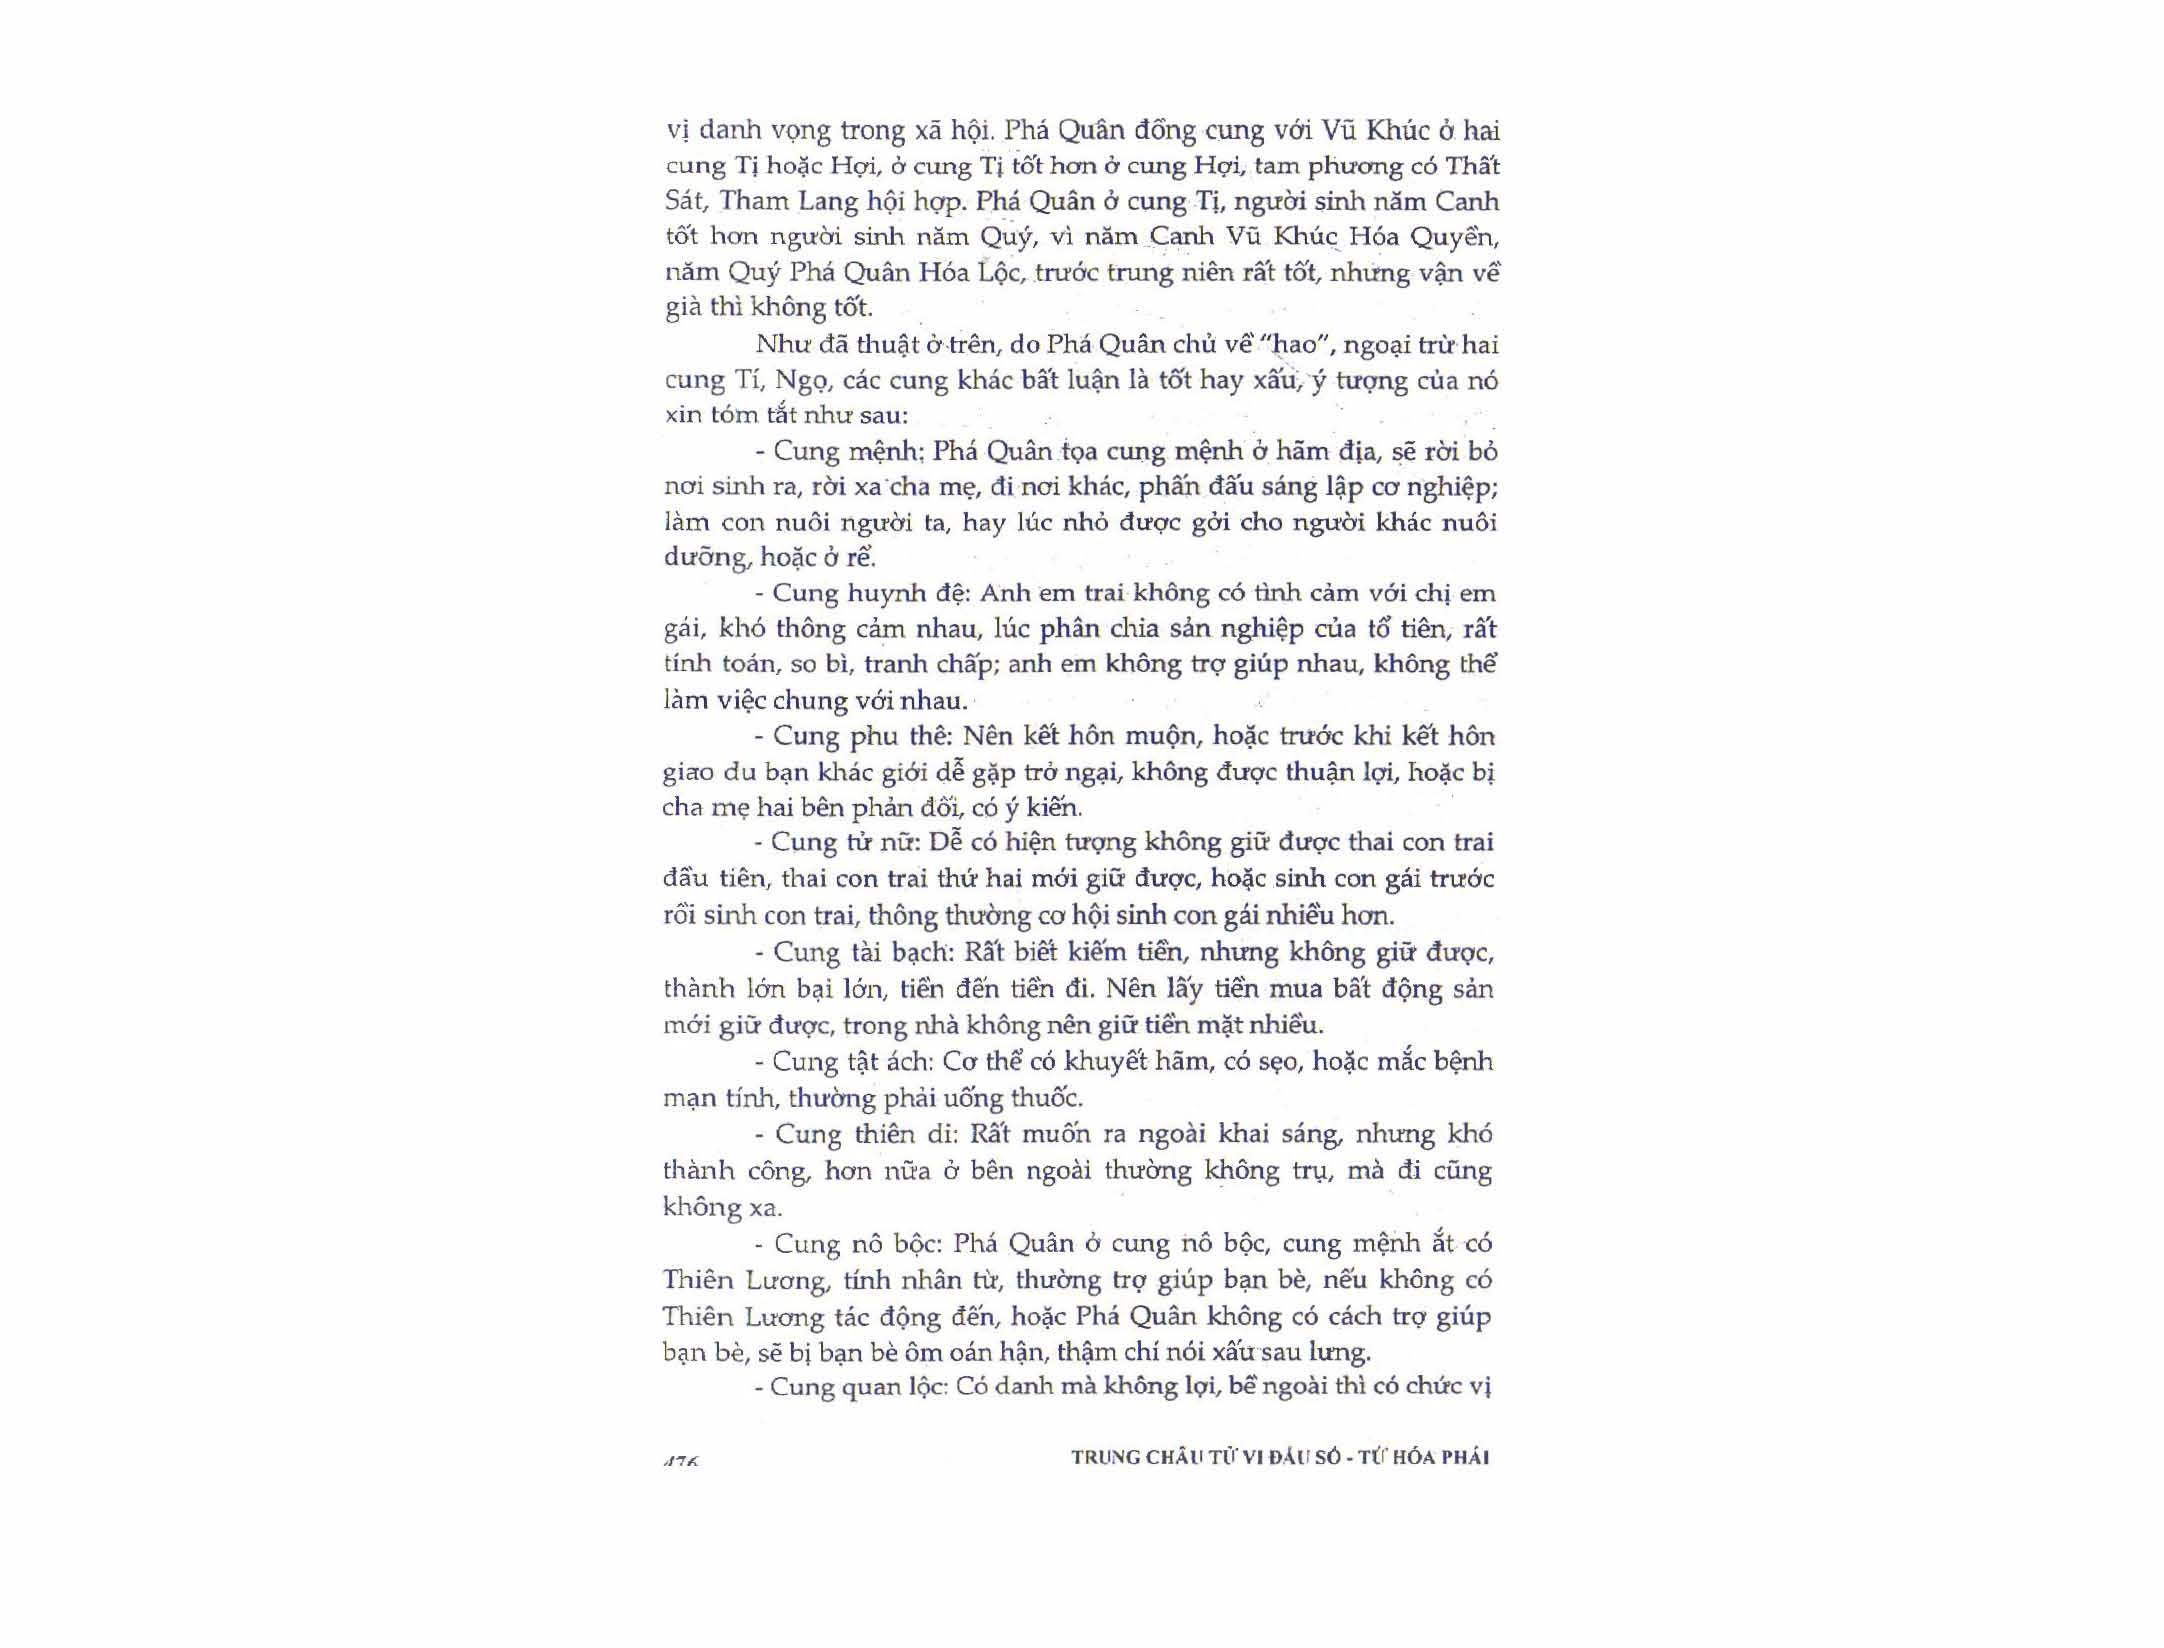 vị danh vọng trong xã hội. Phá Quân đồng cung với Vũ Khúc ở hai
cung Tị hoặc Hợi, ở cung Tị tốt hơn ở cung Hợi, tam phương có Thất
Sát, Tham Lang hội hợp. Phá Quân ở cung Tị, người sinh năm Canh
tốt hơn người sinh năm Quý, vì năm Canh Vũ Khúc Hóa Quyền,
năm Quý Phá Quân Hóa Lộc, trước trung niên rất tốt, nhưng vận về
già thì không tốt.
Như đã thuật ở trên, do Phá Quân chủ về "hao", ngoại trừ hai
cung Tí, Ngọ, các cung khác bất luận là tốt hay xấu, ý tượng của nó
xin tóm tắt như sau:
- Cung mệnh: Phá Quân tọa cung mệnh ở hãm địa, sẽ rời bỏ
nơi sinh ra, rời xa cha mẹ, đi nơi khác, phấn đấu sáng lập cơ nghiệp;
làm con nuôi người ta, hay lúc nhỏ được gởi cho người khác nuôi
dưỡng, hoặc ở rể.
- Cung huynh đệ: Anh em trai không có tình cảm với chị em
gái, khó thông cảm nhau, lúc phân chia sản nghiệp của tổ tiên, rất
tính toán, so bì, tranh chấp; anh em không trợ giúp nhau, không thể
làm việc chung với nhau.
- Cung phu thê: Nên kết hôn muộn, hoặc trước khi kết hôn
giao du bạn khác giới dễ gặp trở ngại, không được thuận lợi, hoặc bị
cha mẹ hai bên phản đối, có ý kiến.
- Cung tử nữ: Dễ có hiện tượng không giữ được thai con trai
đầu tiên, thai con trai thứ hai mới giữ được, hoặc sinh con gái trước
rồi sinh con trai, thông thường cơ hội sinh con gái nhiều hơn.
- Cung tài bạch: Rất biết kiếm tiền, nhưng không giữ được,
thành lớn bại lớn, tiền đến tiền đi. Nên lấy tiền mua bất động sản
mới giữ được, trong nhà không nên giữ tiền mặt nhiều.
- Cung tật ách: Cơ thể có khuyết hãm, có sẹo, hoặc mắc bệnh
mạn tính, thường phải uống thuốc.
- Cung thiên di: Rất muốn ra ngoài khai sáng, nhưng khó
thành công, hơn nữa ở bên ngoài thường không trụ, mà đi cũng
không xa.
- Cung nô bộc: Phá Quân ở cung nô bộc, cung mệnh ắt có
Thiên Lương, tính nhân từ, thường trợ giúp bạn bè, nếu không có
Thiên Lương tác động đến, hoặc Phá Quân không có cách trợ giúp
bạn bè, sẽ bị bạn bè ôm oán hận, thậm chí nói xấu sau lưng.
- Cung quan lộc: Có danh mà không lợi, bề ngoài thì có chức vị
476
TRUNG CHÂU TỬ VI ĐẨU SỐ - TỨ HÓA PHÁI